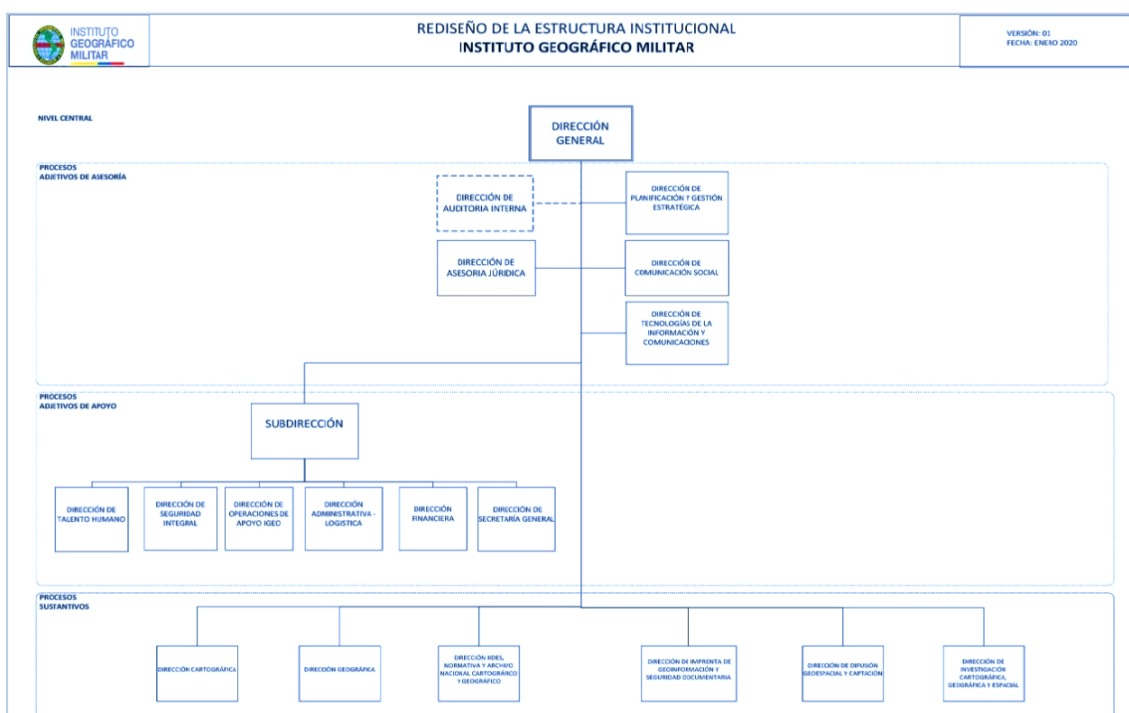 INSTITUTO
GEOGRÁFICO
MILITAR
REDISEÑO DE LA ESTRUCTURA INSTITUCIONAL
INSTITUTO GEOGRÁFICO MILITAR
VERSIÓN: 01
FECHA: ENERO 2020
NIVEL CENTRAL
DIRECCIÓN
GENERAL
PROCESOS
ADJETIVOS DE ASESORÍA
DIRECCIÓN DE
AUDITORIA INTERNA
DIRECCIÓN DE
PLANIFICACIÓN Y GESTIÓN
ESTRATÉGICA
DIRECCIÓN DE
ASESORIA JÚRIDICA
DIRECCIÓN DE
COMUNICACIÓN SOCIAL
DIRECCIÓN DE
TECNOLOGÍAS DE LA
INFORMACIÓN Y
COMUNICACIONES
PROCESOS
ADJETIVOS DE APOYO
SUBDIRECCIÓN
DIRECCIÓN DE
TALENTO HUMANO
DIRECCIÓN DE
SEGURIDAD
INTEGRAL
DIRECCIÓN DE
OPERACIONES DE
APOYO IGEO
DIRECCIÓN
ADMINISTRATIVA -
LOGISTICA
DIRECCIÓN
FINANCIERA
DIRECCIÓN DE
SECRETARÍA GENERAL
PROCESOS
SUSTANTIVOS
DIRECCIÓN CARTOGRÁFICA
DIRECCIÓN GEOGRÁFICA
DIRECCIÓN
NORMATIVA Y ARCHIVO
NACIONAL CARTOGRÁFICO
Y GEOGRÁFICO
DIRECCIÓN DE IMPRENTA DE
GEOINFORMACIÓN Y
SEGURIDAD DOCUMENTARIA
DIRECCIÓN DE DIFUSIÓN
GEOESPACIAL Y CAPTACIÓN
DIRECCIÓN DE
INVESTIGACIÓN
CARTOGRÁFICA,
GEOGRÁFICA Y ESPACIAL